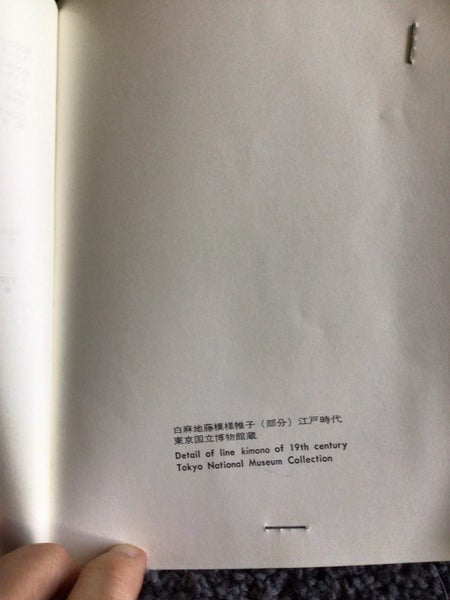 白麻地藤模様帷子（部分）江戸時代
東京国立博物館蔵
Detail of line kimono of 19th century
Tokyo National Museum Collection